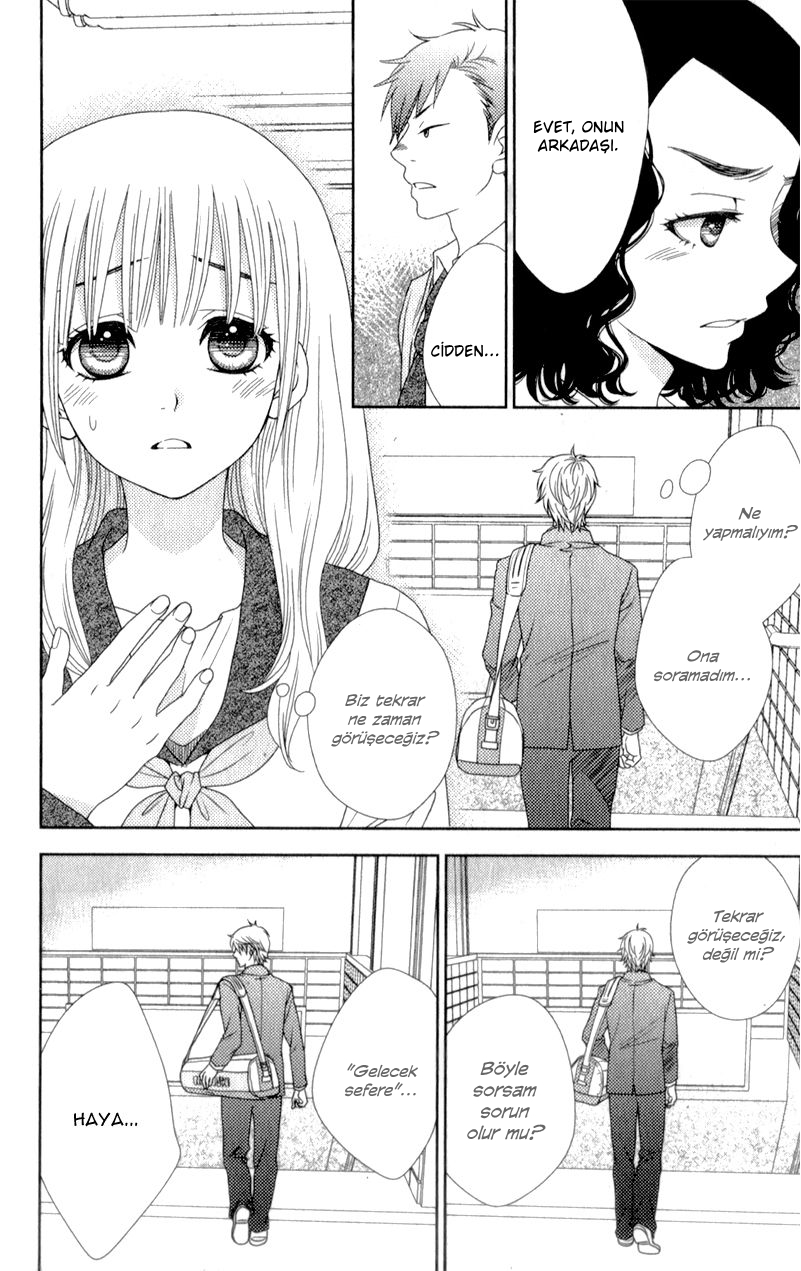 EVET, ONUN
ARKADAŞI.
CİDDEN...
Ne
yapmalıyım?
Ona
soramadım...
Biz tekrar
ne zaman
görüşeceğiz?
Tekrar
görüşeceğiz,
değil mi?
Böyle
sorsam
sorun
olur mu?
"Gelecek
sefere"...
HAYA...